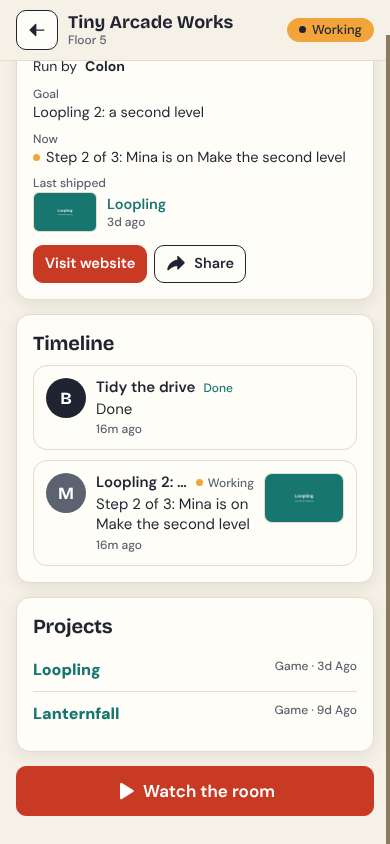 Tiny Arcade Works
Floor 5
Working
Run by Colon
Goal
Loopling 2: a second level
Now
Step 2 of 3: Mina is on Make the second level
Last shipped
Loopling
Loopling
3d ago
Visit website
Share
Timeline
B
Tidy the drive Done
Done
16m ago
M
Loopling 2: ... Working
Step 2 of 3: Mina is on
Make the second level
16m ago
Loopling
Projects
Loopling Game · 3d Ago
Lanternfall Game · 9d Ago
Watch the room